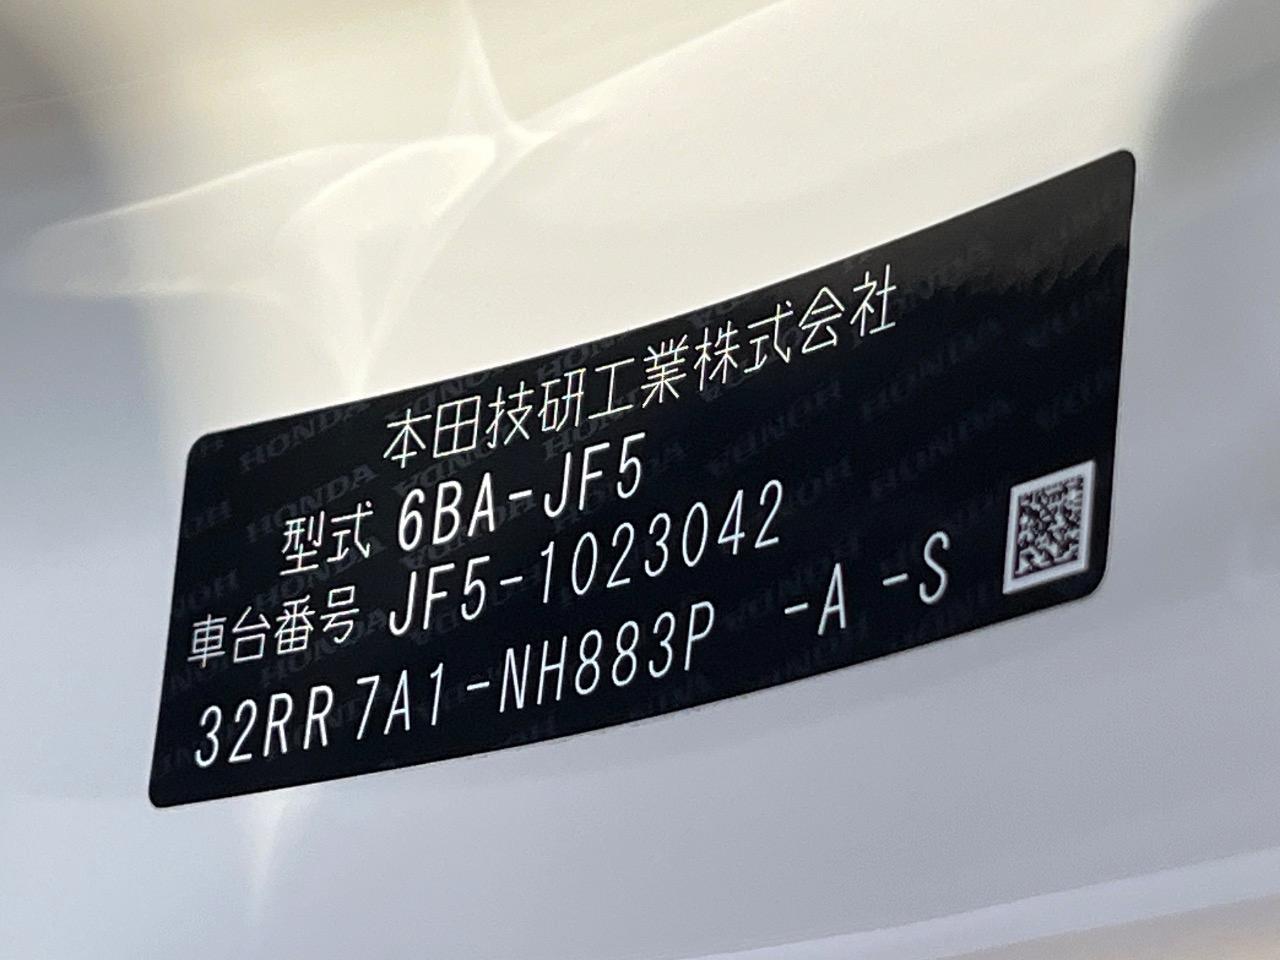 本田技研工業株式会社
型式 6BA-JF5
車台番号 JF5-1023042
32RR7A1-NH883P -A -S